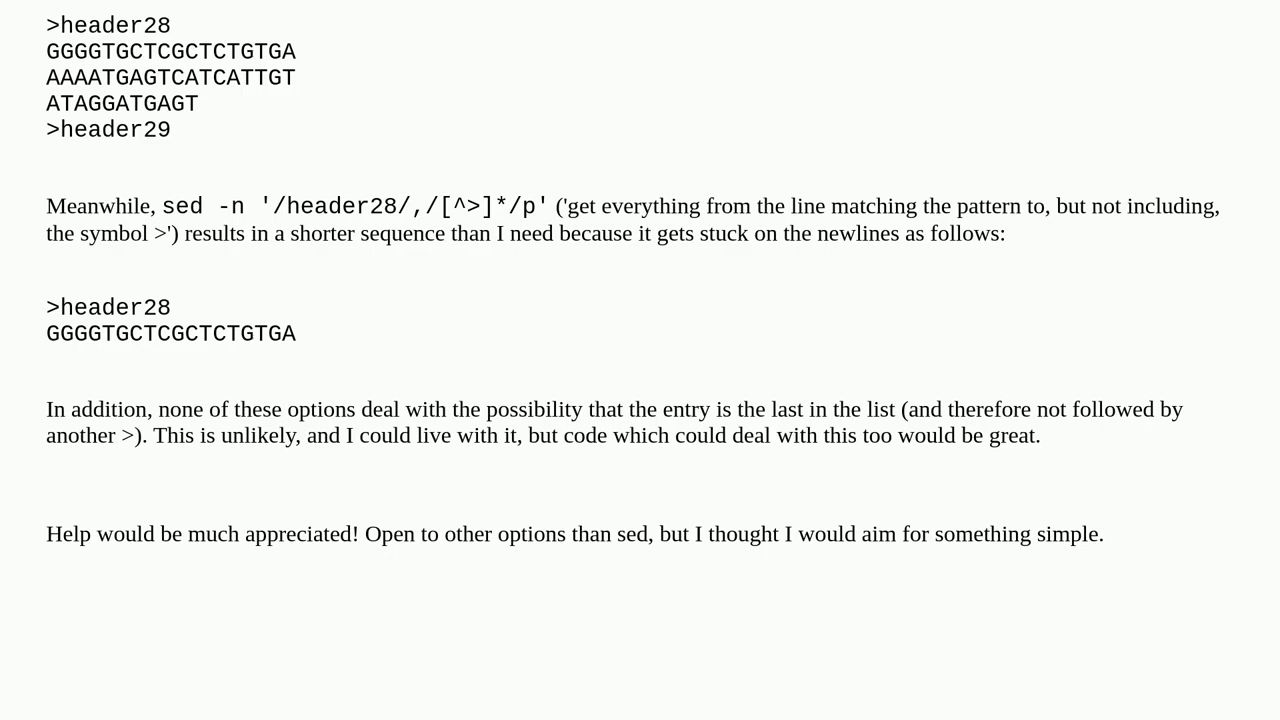 >header28
GGGGTGCTCGCTCTGTGA
AAAATGAGTCATCATTGT
ATAGGATGAGT
>header29
Meanwhile, sed -n '/header28/,/[^>]*/p' ('get everything from the line matching the pattern to, but not including,
the symbol >') results in a shorter sequence than I need because it gets stuck on the newlines as follows:
>header28
GGGGTGCTCGCTCTGTGA
In addition, none of these options deal with the possibility that the entry is the last in the list (and therefore not followed by
another >). This is unlikely, and I could live with it, but code which could deal with this too would be great.
Help would be much appreciated! Open to other options than sed, but I thought I would aim for something simple.